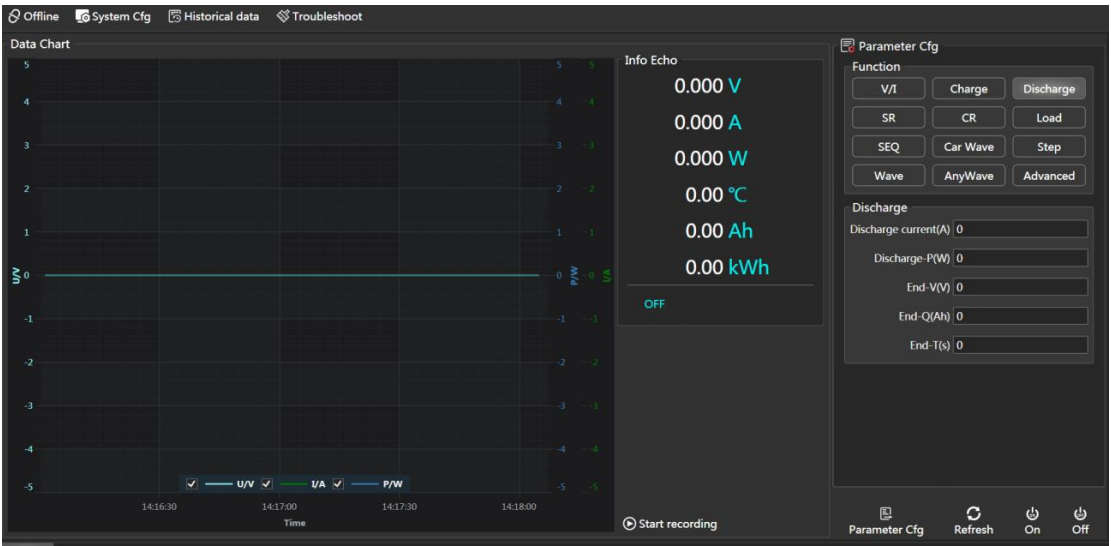 Offline System Cfg Historical data Troubleshoot
Data Chart
5
4
3
2
1
0
-1
-2
-3
-4
-5
U/V
5
4
3
2
1
0
-1
-2
-3
-4
-5
P/W
5
4
3
2
1
0
-1
-2
-3
-4
-5
I/A
U/V I/A P/W
14:16:30 14:17:00 14:17:30 14:18:00
Time
Info Echo
0.000 V
0.000 A
0.000 W
0.00 ℃
0.00 Ah
0.00 kWh
OFF
Start recording
Parameter Cfg
Function
V/I Charge Discharge
SR CR Load
SEQ Car Wave Step
Wave AnyWave Advanced
Discharge
Discharge current(A) 0
Discharge-P(W) 0
End-V(V) 0
End-Q(Ah) 0
End-T(s) 0
Parameter Cfg Refresh On Off